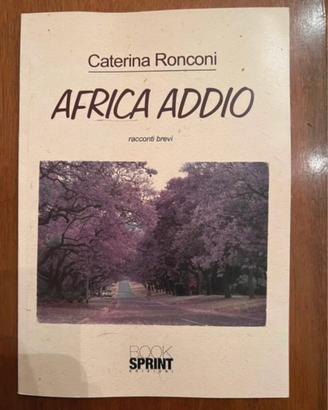 Caterina Ronconi
AFRICA ADDIO
racconti brevi
BOOK
SPRINT
EDIZIONI